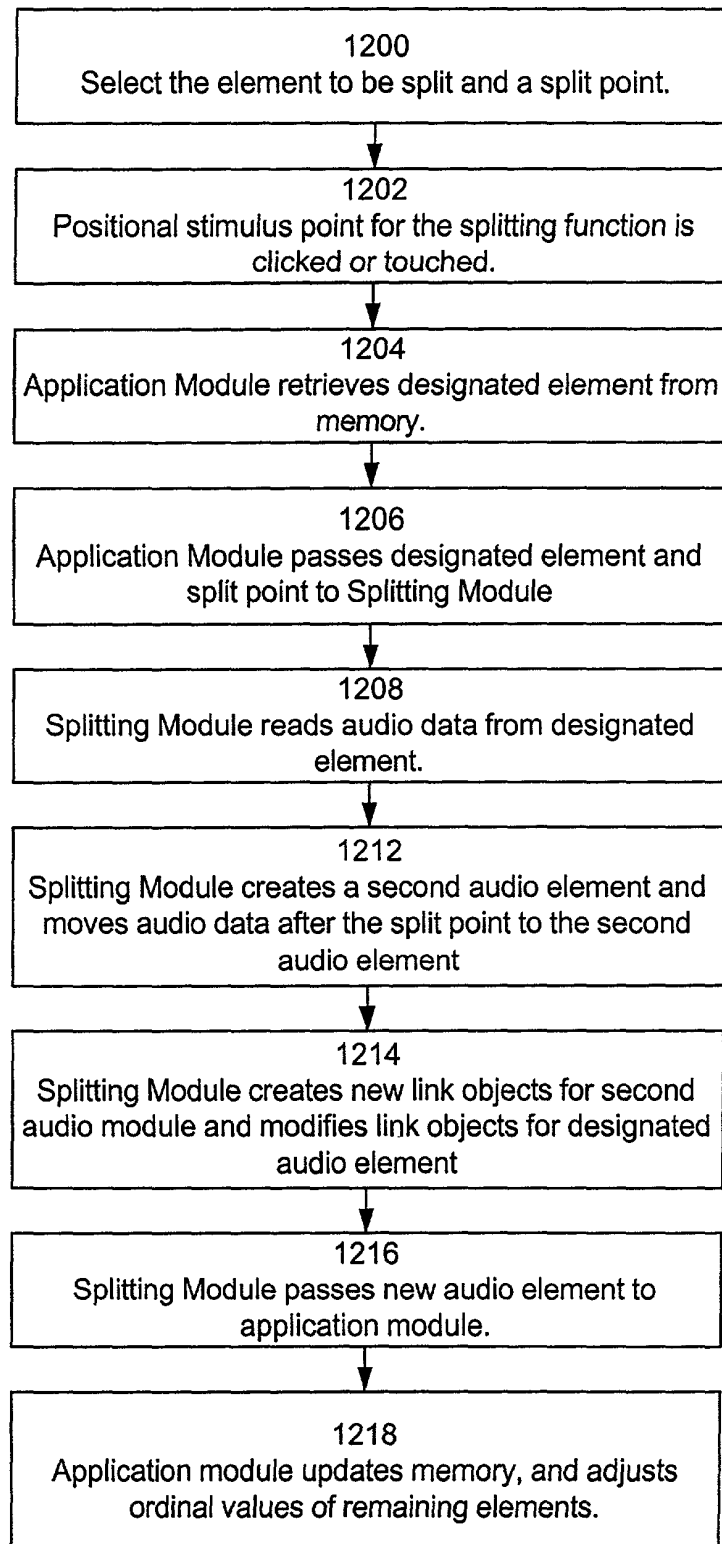 1200
Select the element to be split and a split point.
1202
Positional stimulus point for the splitting function is
clicked or touched.
1204
Application Module retrieves designated element from
memory.
1206
Application Module passes designated element and
split point to Splitting Module
1208
Splitting Module reads audio data from designated
element.
1212
Splitting Module creates a second audio element and
moves audio data after the split point to the second
audio element
1214
Splitting Module creates new link objects for second
audio module and modifies link objects for designated
audio element
1216
Splitting Module passes new audio element to
application module.
1218
Application module updates memory, and adjusts
ordinal values of remaining elements.